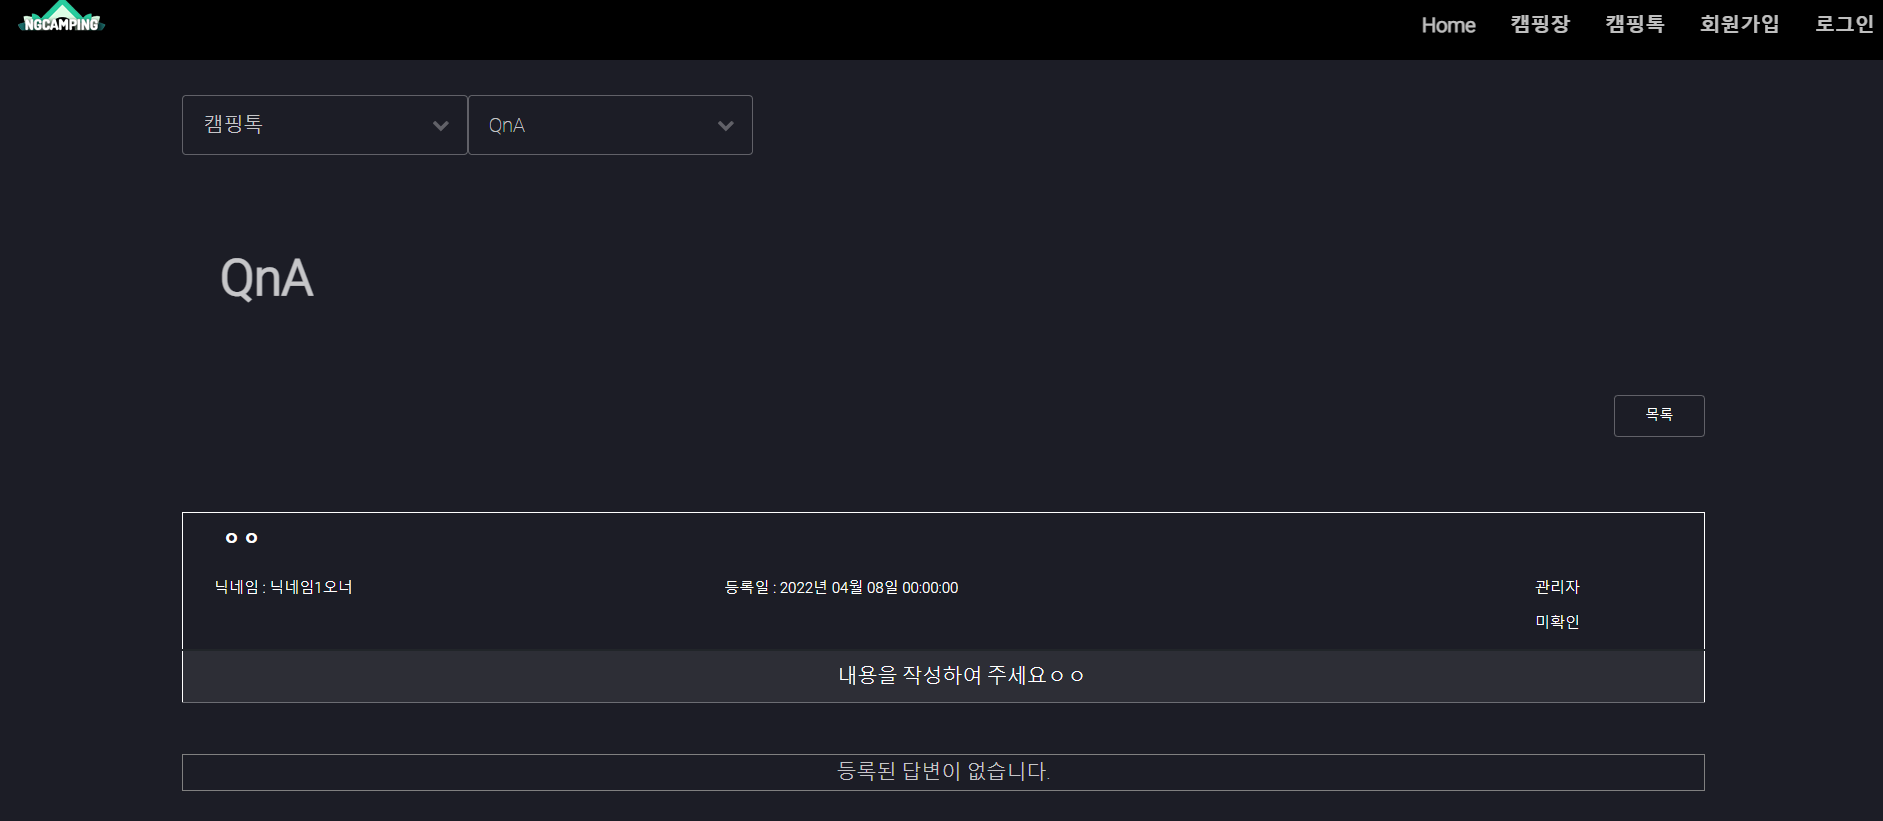 NGCAMPING
Home 캠핑장 캠핑톡 회원가입 로그인
캠핑톡 QnA
QnA
목록
ㅇㅇ
닉네임 : 닉네임1오너 등록일 : 2022년 04월 08일 00:00:00 관리자
미확인
내용을 작성하여 주세요ㅇㅇ
등록된 답변이 없습니다.